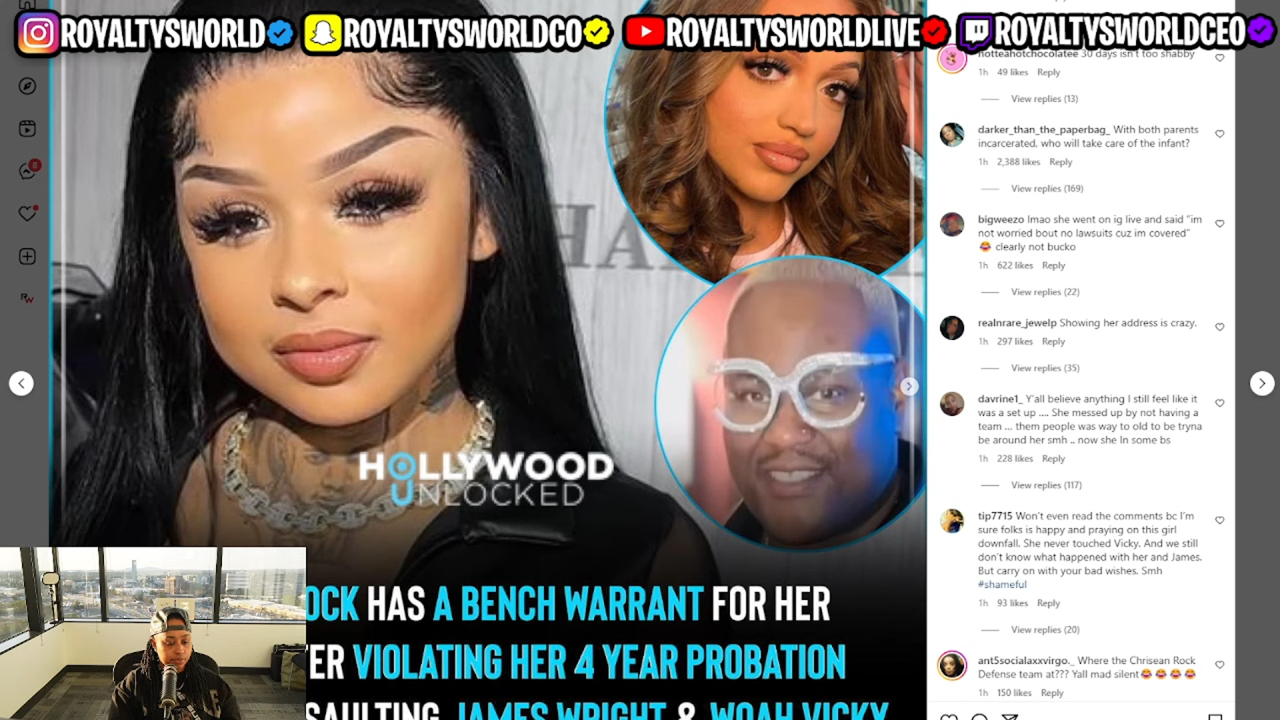 ROYALTYSWORLD
ROYALTYSWORLDCO
ROYALTYSWORLDLIVE
ROYALTYSWORLDCEO
8
RW
HOLLYWOOD
UNLOCKED
OCK HAS A BENCH WARRANT FOR HER
ER VIOLATING HER 4 YEAR PROBATION
SAULTING JAMES WRIGHT & WOAH VICKY
hotteahotchocolatee 30 days isn't too shabby
1h 49 likes Reply
View replies (13)
darker_than_the_paperbag_ With both parents
incarcerated, who will take care of the infant?
1h 2,388 likes Reply
View replies (169)
bigweezo lmao she went on ig live and said "im
not worried bout no lawsuits cuz im covered"
😂 clearly not bucko
1h 622 likes Reply
View replies (22)
realnrare_jewelp Showing her address is crazy.
1h 297 likes Reply
View replies (35)
davrine1_ Y'all believe anything I still feel like it
was a set up .... She messed up by not having a
team ... them people was way to old to be tryna
be around her smh .. now she In some bs
1h 228 likes Reply
View replies (117)
tip7715 Won't even read the comments bc I'm
sure folks is happy and praying on this girl
downfall. She never touched Vicky. And we still
don't know what happened with her and James.
But carry on with your bad wishes. Smh
#shameful
1h 93 likes Reply
View replies (20)
ant5socialaxxvirgo._ Where the Chrisean Rock
Defense team at??? Yall mad silent😂😂😂😂
1h 150 likes Reply